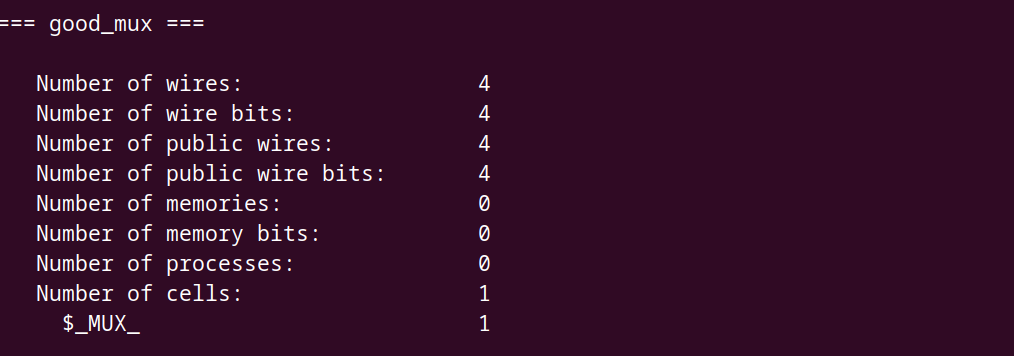 === good_mux ===
Number of wires: 4
Number of wire bits: 4
Number of public wires: 4
Number of public wire bits: 4
Number of memories: 0
Number of memory bits: 0
Number of processes: 0
Number of cells: 1
$_MUX_ 1